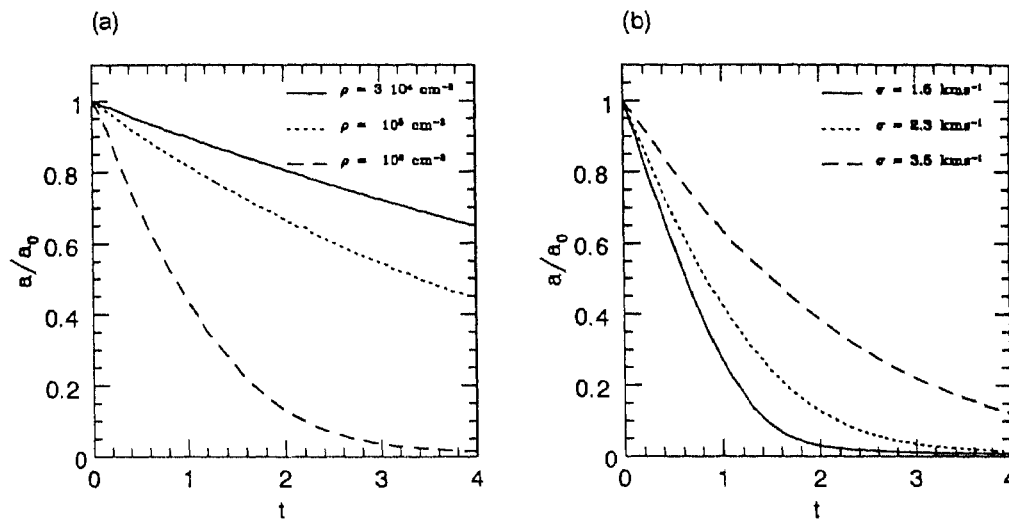 (a)
ρ = 3 10⁴ cm⁻³
ρ = 10⁵ cm⁻³
ρ = 10⁶ cm⁻³
1
0.8
0.6
0.4
0.2
0
a/a₀
0 1 2 3 4
t
(b)
σ = 1.5 kms⁻¹
σ = 2.3 kms⁻¹
σ = 3.5 kms⁻¹
1
0.8
0.6
0.4
0.2
0
a/a₀
0 1 2 3 4
t